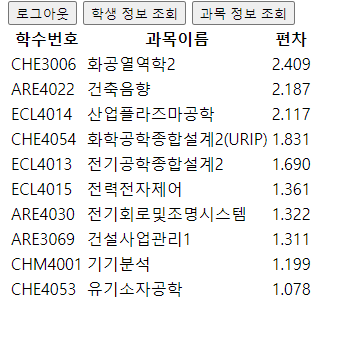 로그아웃 학생 정보 조회 과목 정보 조회
학수번호 과목이름 편차
CHE3006 화공열역학2 2.409
ARE4022 건축음향 2.187
ECL4014 산업플라즈마공학 2.117
CHE4054 화학공학종합설계2(URIP) 1.831
ECL4013 전기공학종합설계2 1.690
ECL4015 전력전자제어 1.361
ARE4030 전기회로및조명시스템 1.322
ARE3069 건설사업관리1 1.311
CHM4001 기기분석 1.199
CHE4053 유기소자공학 1.078